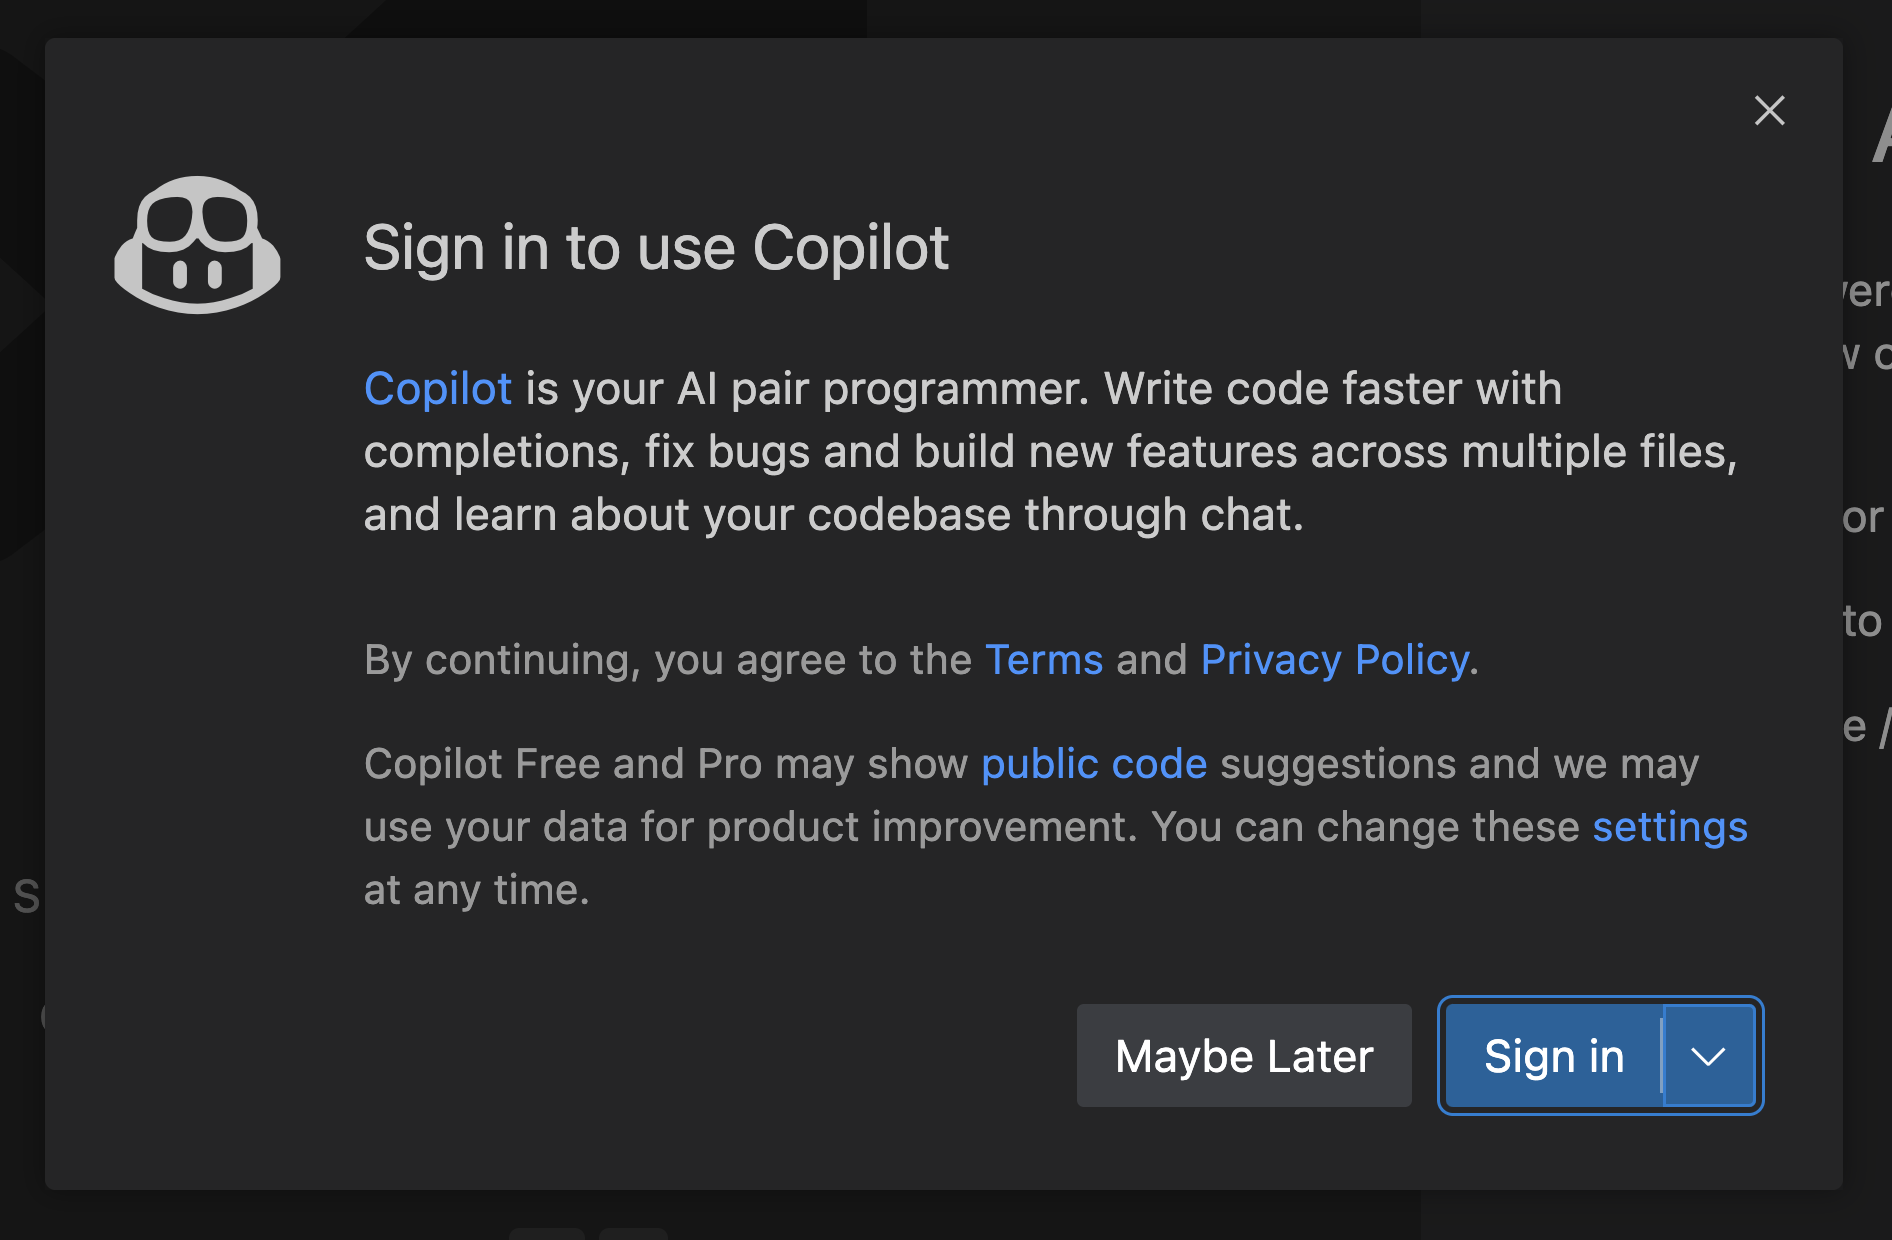 Sign in to use Copilot
Copilot is your AI pair programmer. Write code faster with
completions, fix bugs and build new features across multiple files,
and learn about your codebase through chat.
By continuing, you agree to the Terms and Privacy Policy.
Copilot Free and Pro may show public code suggestions and we may
use your data for product improvement. You can change these settings
at any time.
Maybe Later
Sign in
or
to